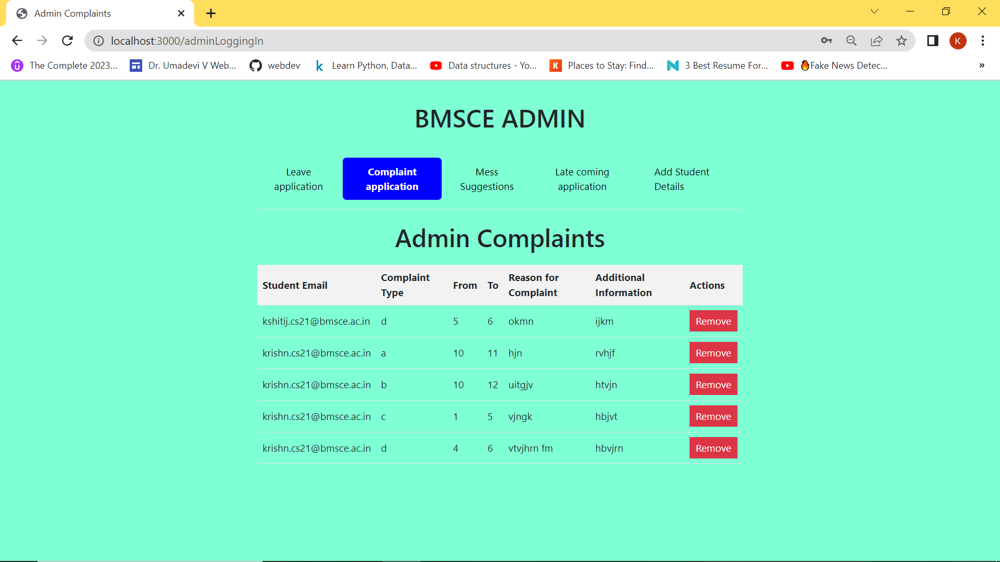 Admin Complaints
localhost:3000/adminLoggingIn
K
The Complete 2023...
Dr. Umadevi V Web...
webdev
k
Learn Python, Data...
Data structures - Yo...
K
Places to Stay: Find...
3 Best Resume For...
🔥Fake News Detec...
»
BMSCE ADMIN
Leave
application
Complaint
application
Mess
Suggestions
Late coming
application
Add Student
Details
Admin Complaints
Student Email Complaint Type From To Reason for Complaint Additional Information Actions
kshitij.cs21@bmsce.ac.in d 5 6 okmn ijkm Remove
krishn.cs21@bmsce.ac.in a 10 11 hjn rvhjf Remove
krishn.cs21@bmsce.ac.in b 10 12 uitgjv htvjn Remove
krishn.cs21@bmsce.ac.in c 1 5 vjngk hbjvt Remove
krishn.cs21@bmsce.ac.in d 4 6 vtvjhrn fm hbvjrn Remove